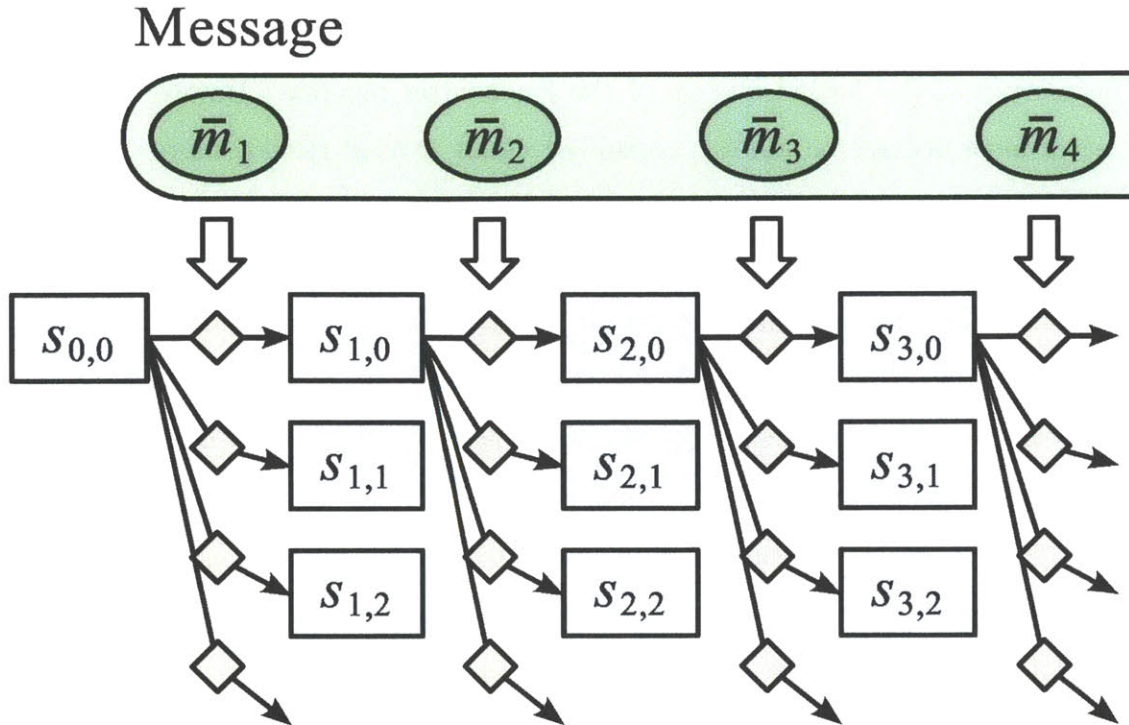 Message
m̄1 m̄2 m̄3 m̄4
s0,0 s1,0 s2,0 s3,0
s1,1 s2,1 s3,1
s1,2 s2,2 s3,2